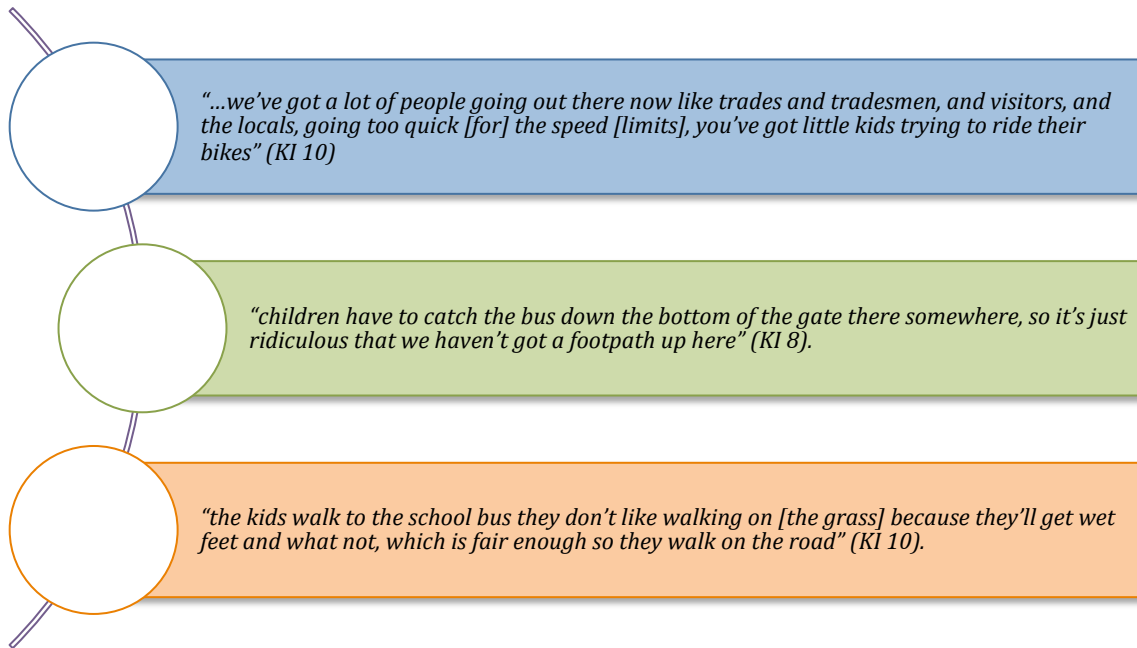 “…we’ve got a lot of people going out there now like trades and tradesmen, and visitors, and
the locals, going too quick [for] the speed [limits], you’ve got little kids trying to ride their
bikes” (KI 10)
“children have to catch the bus down the bottom of the gate there somewhere, so it’s just
ridiculous that we haven’t got a footpath up here” (KI 8).
“the kids walk to the school bus they don’t like walking on [the grass] because they’ll get wet
feet and what not, which is fair enough so they walk on the road” (KI 10).